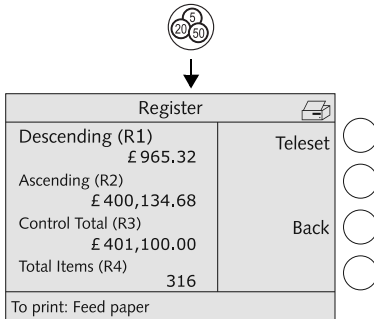 5
20 50
Register
Descending (R1)
£965.32
Teleset
Ascending (R2)
£400,134.68
Control Total (R3)
£401,100.00
Back
Total Items (R4)
316
To print: Feed paper